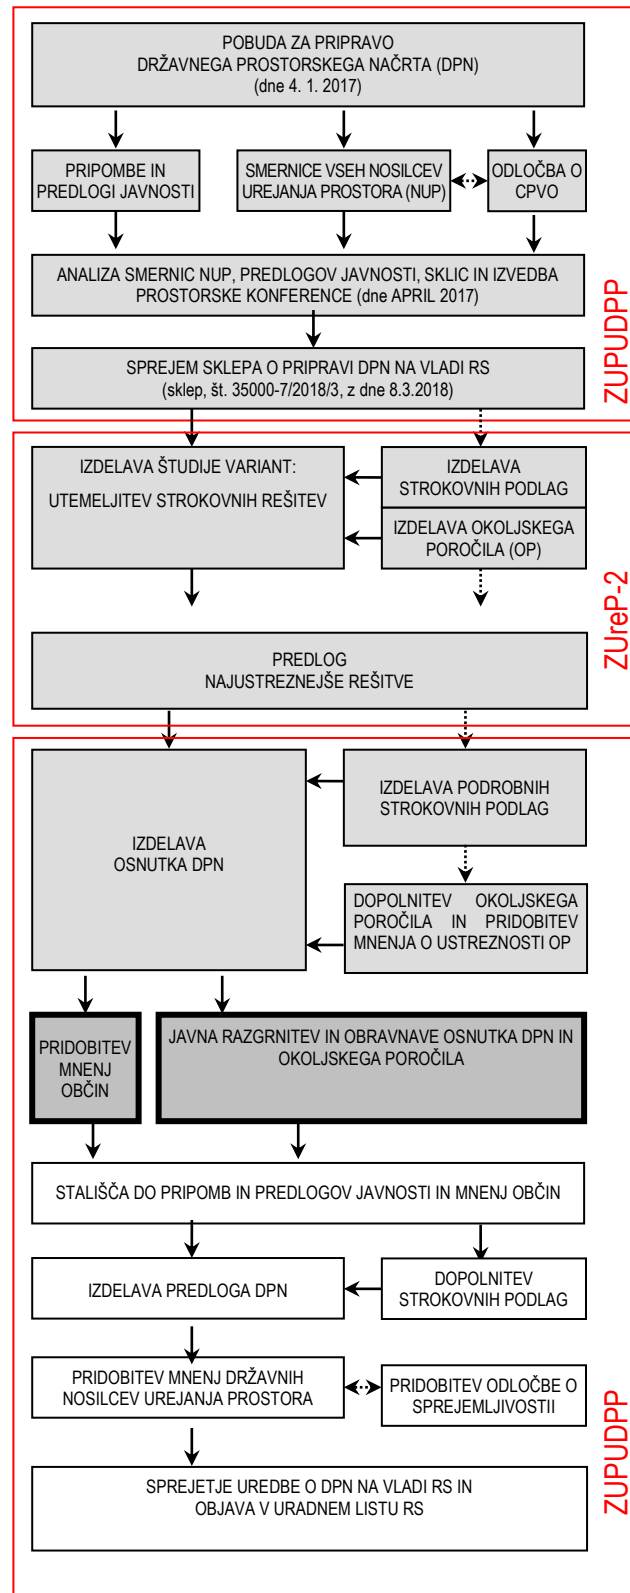 POBUDA ZA PRIPRAVO
DRŽAVNEGA PROSTORSKEGA NAČRTA (DPN)
(dne 4. 1. 2017)
PRIPOMBE IN
PREDLOGI JAVNOSTI
SMERNICE VSEH NOSILCEV
UREJANJA PROSTORA (NUP)
ODLOČBA O
CPVO
ANALIZA SMERNIC NUP, PREDLOGOV JAVNOSTI, SKLIC IN IZVEDBA
PROSTORSKE KONFERENCE (dne APRIL 2017)
SPREJEM SKLEPA O PRIPRAVI DPN NA VLADI RS
(sklep, št. 35000-7/2018/3, z dne 8.3.2018)
ZUPUDPP
IZDELAVA ŠTUDIJE VARIANT:
UTEMELJITEV STROKOVNIH REŠITEV
IZDELAVA
STROKOVNIH PODLAG
IZDELAVA OKOLJSKEGA
POROČILA (OP)
PREDLOG
NAJUSTREZNEJŠE REŠITVE
ZUreP-2
IZDELAVA
OSNUTKA DPN
IZDELAVA PODROBNIH
STROKOVNIH PODLAG
DOPOLNITEV OKOLJSKEGA
POROČILA IN PRIDOBITEV
MNENJA O USTREZNOSTI OP
PRIDOBITEV
MNENJ
OBČIN
JAVNA RAZGRNITEV IN OBRAVNAVE OSNUTKA DPN IN
OKOLJSKEGA POROČILA
STALIŠČA DO PRIPOMB IN PREDLOGOV JAVNOSTI IN MNENJ OBČIN
IZDELAVA PREDLOGA DPN
DOPOLNITEV
STROKOVNIH PODLAG
PRIDOBITEV MNENJ DRŽAVNIH
NOSILCEV UREJANJA PROSTORA
PRIDOBITEV ODLOČBE O
SPREJEMLJIVOSTII
SPREJETJE UREDBE O DPN NA VLADI RS IN
OBJAVA V URADNEM LISTU RS
ZUPUDPP